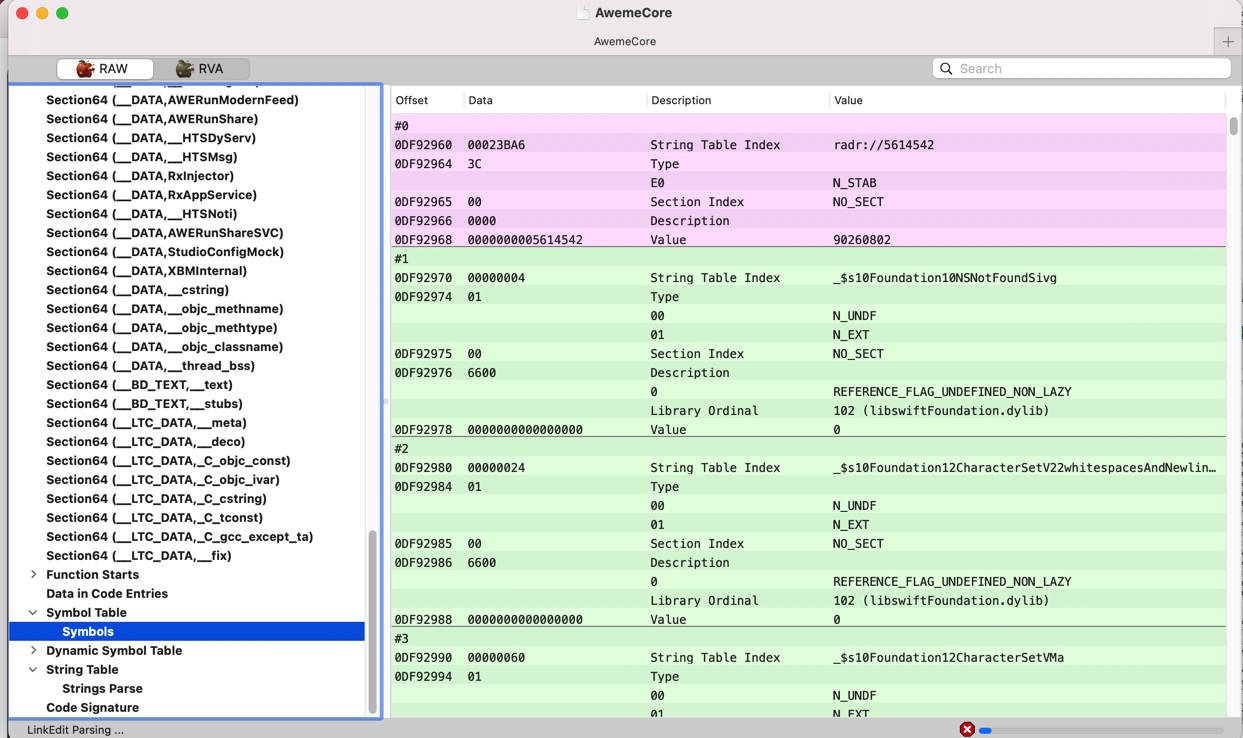 AwemeCore
AwemeCore
RAW RVA Search
Section64 (__DATA,AWERunModernFeed)
Section64 (__DATA,AWERunShare)
Section64 (__DATA,__HTSDyServ)
Section64 (__DATA,__HTSMsg)
Section64 (__DATA,RxInjector)
Section64 (__DATA,RxAppService)
Section64 (__DATA,__HTSNoti)
Section64 (__DATA,AWERunShareSVC)
Section64 (__DATA,StudioConfigMock)
Section64 (__DATA,XBMInternal)
Section64 (__DATA,__cstring)
Section64 (__DATA,__objc_methname)
Section64 (__DATA,__objc_methtype)
Section64 (__DATA,__objc_classname)
Section64 (__DATA,__thread_bss)
Section64 (__BD_TEXT,__text)
Section64 (__BD_TEXT,__stubs)
Section64 (__LTC_DATA,__meta)
Section64 (__LTC_DATA,__deco)
Section64 (__LTC_DATA,_C_objc_const)
Section64 (__LTC_DATA,_C_objc_ivar)
Section64 (__LTC_DATA,_C_cstring)
Section64 (__LTC_DATA,_C_tconst)
Section64 (__LTC_DATA,_C_gcc_except_ta)
Section64 (__LTC_DATA,__fix)
Function Starts
Data in Code Entries
Symbol Table
Symbols
Dynamic Symbol Table
String Table
Strings Parse
Code Signature
Offset Data Description Value
#0
0DF92960 00023BA6 String Table Index radr://5614542
0DF92964 3C Type
E0 N_STAB
0DF92965 00 Section Index NO_SECT
0DF92966 0000 Description
0DF92968 0000000005614542 Value 90260802
#1
0DF92970 00000004 String Table Index _$s10Foundation10NSNotFoundSivg
0DF92974 01 Type
00 N_UNDF
01 N_EXT
0DF92975 00 Section Index NO_SECT
0DF92976 6600 Description
0 REFERENCE_FLAG_UNDEFINED_NON_LAZY
Library Ordinal 102 (libswiftFoundation.dylib)
0DF92978 0000000000000000 Value 0
#2
0DF92980 00000024 String Table Index _$s10Foundation12CharacterSetV22whitespacesAndNewlin…
0DF92984 01 Type
00 N_UNDF
01 N_EXT
0DF92985 00 Section Index NO_SECT
0DF92986 6600 Description
0 REFERENCE_FLAG_UNDEFINED_NON_LAZY
Library Ordinal 102 (libswiftFoundation.dylib)
0DF92988 0000000000000000 Value 0
#3
0DF92990 00000060 String Table Index _$s10Foundation12CharacterSetVMa
0DF92994 01 Type
00 N_UNDF
01 N_EXT
LinkEdit Parsing ...